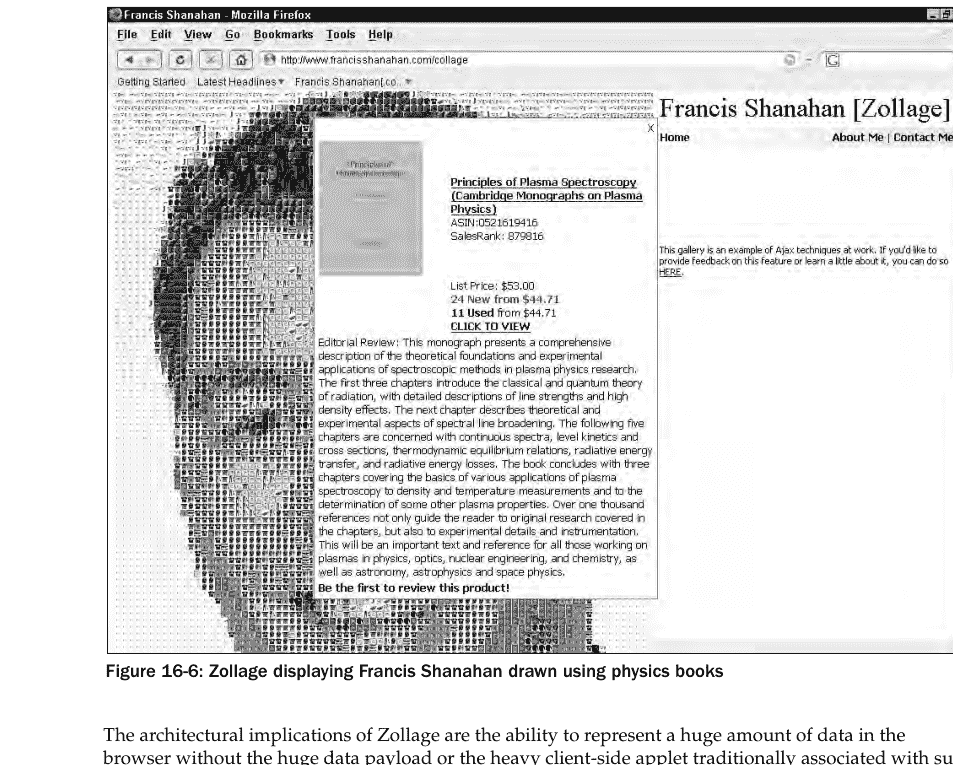 Francis Shanahan - Mozilla Firefox
File Edit View Go Bookmarks Tools Help
http://www.francisshanahan.com/collage
G
Getting Started Latest Headlines Francis Shanahan[.co..
Francis Shanahan [Zollage]
X
Home About Me | Contact Me
Principles of Plasma Spectroscopy
(Cambridge Monographs on Plasma
Physics)
ASIN:0521619416
SalesRank: 879816
This gallery is an example of Ajax techniques at work. If you'd like to
provide feedback on this feature or learn a little about it, you can do so
HERE.
List Price: $53.00
24 New from $44.71
11 Used from $44.71
CLICK TO VIEW
Editorial Review: This monograph presents a comprehensive
description of the theoretical foundations and experimental
applications of spectroscopic methods in plasma physics research.
The first three chapters introduce the classical and quantum theory
of radiation, with detailed descriptions of line strengths and high
density effects. The next chapter describes theoretical and
experimental aspects of spectral line broadening. The following five
chapters are concerned with continuous spectra, level kinetics and
cross sections, thermodynamic equilibrium relations, radiative energy
transfer, and radiative energy losses. The book concludes with three
chapters covering the basics of various applications of plasma
spectroscopy to density and temperature measurements and to the
determination of some other plasma properties. Over one thousand
references not only guide the reader to original research covered in
the chapters, but also to experimental details and instrumentation.
This will be an important text and reference for all those working on
plasmas in physics, optics, nuclear engineering, and chemistry, as
well as astronomy, astrophysics and space physics.
Be the first to review this product!
Figure 16-6: Zollage displaying Francis Shanahan drawn using physics books
The architectural implications of Zollage are the ability to represent a huge amount of data in the
browser without the huge data payload or the heavy client-side applet traditionally associated with su